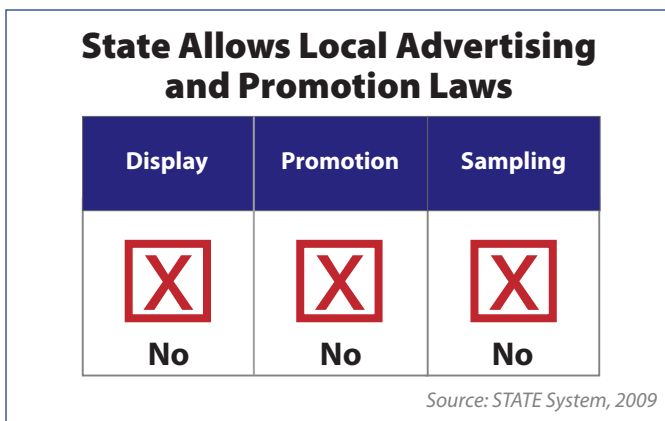 State Allows Local Advertising
and Promotion Laws
Display Promotion Sampling
X X X
No No No
Source: STATE System, 2009